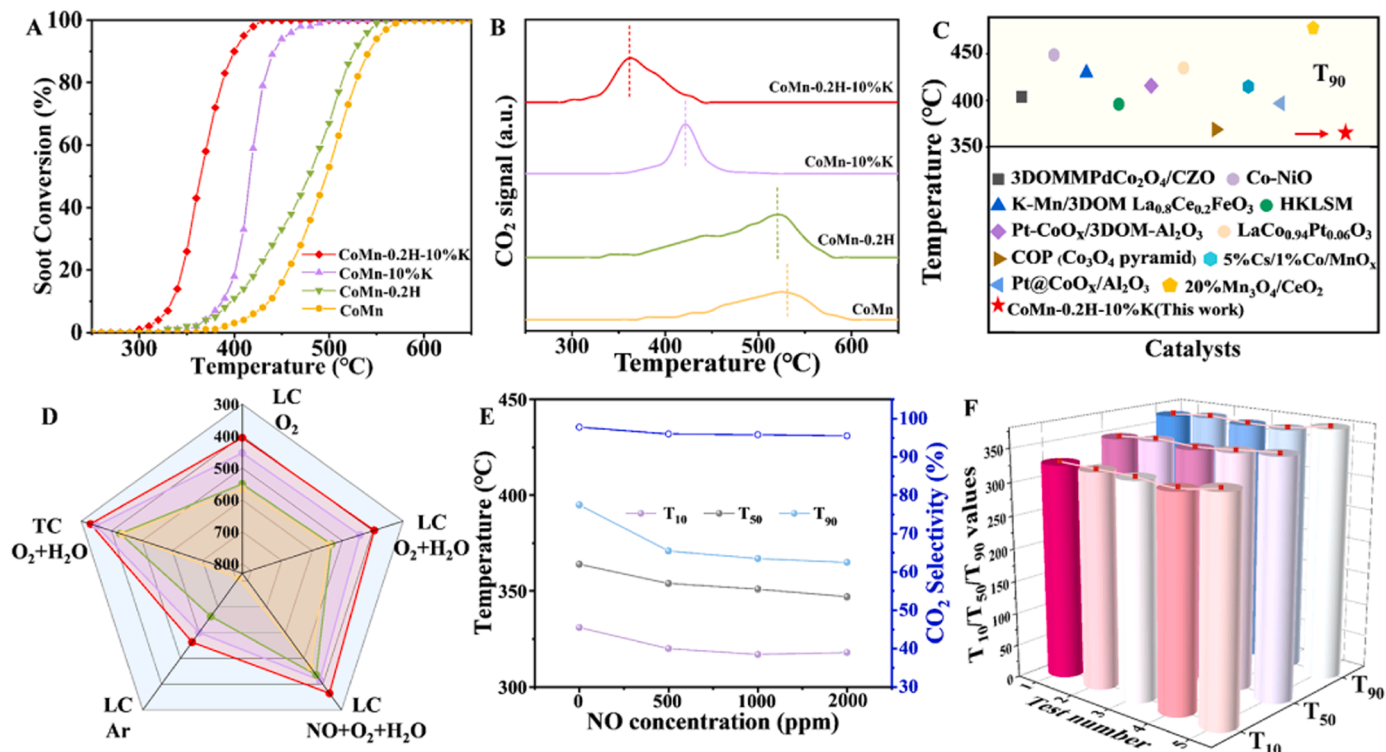 A
Soot Conversion (%)
100
80
60
40
20
0
CoMn-0.2H-10%K
CoMn-10%K
CoMn-0.2H
CoMn
300 400 500 600
Temperature (℃)
B
CO₂ signal (a.u.)
CoMn-0.2H-10%K
CoMn-10%K
CoMn-0.2H
CoMn
300 400 500 600
Temperature (℃)
C
Temperature (℃)
450
400
350
T₉₀
3DOMMPdCo₂O₄/CZO Co-NiO
K-Mn/3DOM La₀.₈Ce₀.₂FeO₃ HKLSM
Pt-CoOₓ/3DOM-Al₂O₃ LaCo₀.₉₄Pt₀.₀₆O₃
COP (Co₃O₄ pyramid) 5%Cs/1%Co/MnOₓ
Pt@CoOₓ/Al₂O₃ 20%Mn₃O₄/CeO₂
CoMn-0.2H-10%K(This work)
Catalysts
D
LC
O₂
300
400
500
600
700
800
TC
O₂+H₂O
LC
O₂+H₂O
LC
Ar
LC
NO+O₂+H₂O
E
Temperature (℃)
450
400
350
300
T₁₀ T₅₀ T₉₀
0 500 1000 2000
NO concentration (ppm)
100
90
80
70
60
50
40
30
CO₂ Selectivity (%)
F
T₁₀/T₅₀/T₉₀ values
350
300
250
200
150
100
50
0
1
2
3
4
5
Test number
T₁₀
T₅₀
T₉₀